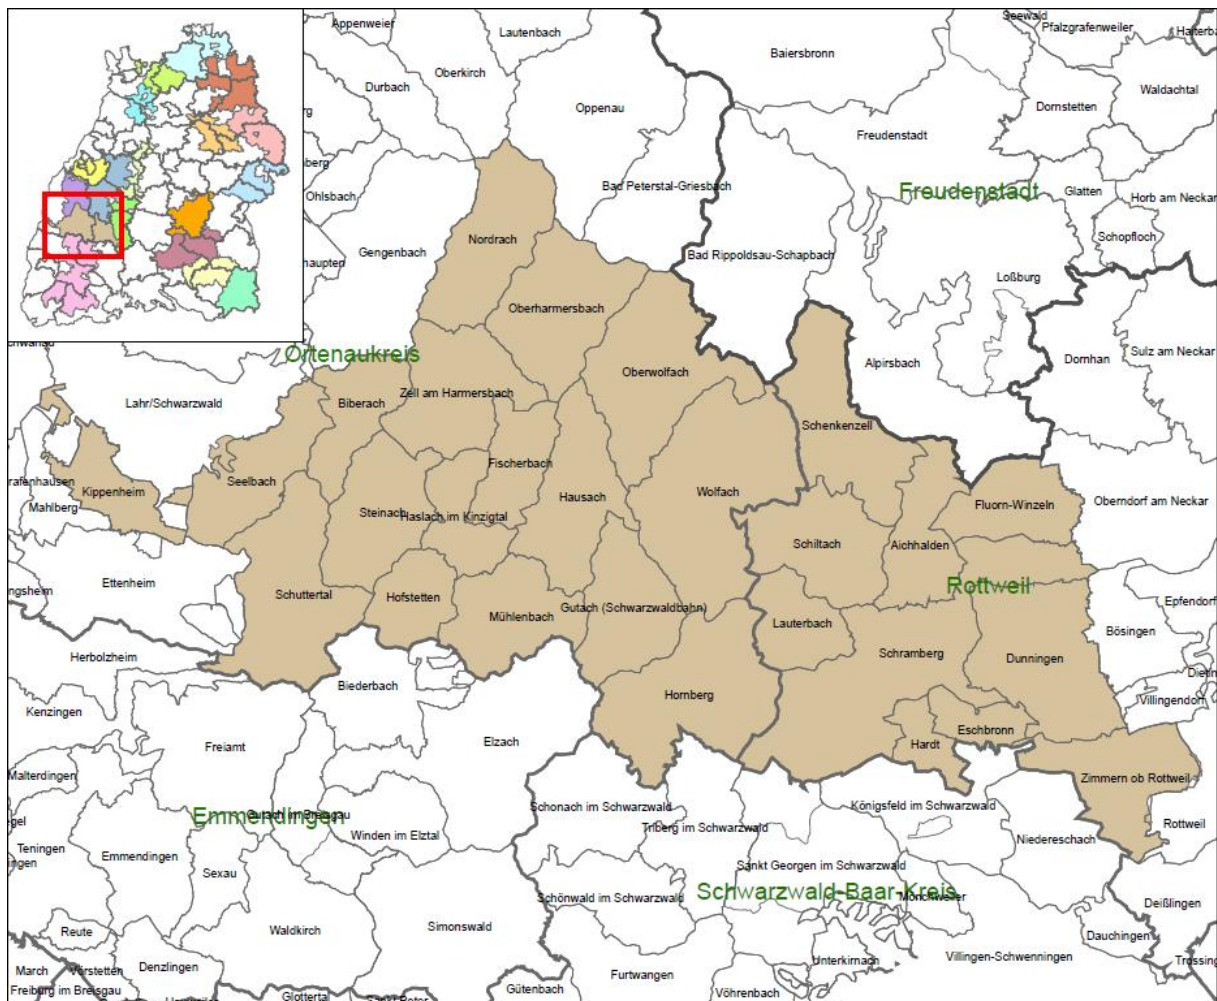 Appenweier
Lautenbach
Seewald
Pfalzgrafenweiler
Oberkirch
Baiersbronn
Durbach
Waldachtal
Oppenau
Dornstetten
Freudenstadt
Bad Peterstal-Griesbach
Freudenstadt
Glatten
Ohlsbach
Horb am Neckar
Nordrach
Schopfloch
Gengenbach
Bad Rippoldsau-Schapbach
Loßburg
Oberharmersbach
Ortenaukreis
Dornhan
Sulz am Neckar
Alpirsbach
Oberwolfach
Zell am Harmersbach
Lahr/Schwarzwald
Biberach
Schenkenzell
Fischerbach
Seelbach
Kippenheim
Wolfach
Hausach
Oberndorf am Neckar
Fluorn-Winzeln
Mahlberg
Steinach
Haslach im Kinzigtal
Schiltach
Aichhalden
Ettenheim
Rottweil
Schuttertal
Hofstetten
Mühlenbach
Gutach (Schwarzwaldbahn)
Lauterbach
Bösingen
Schramberg
Dunningen
Herbolzheim
Biederbach
Hornberg
Villingendorf
Kenzingen
Eschbronn
Elzach
Freiamt
Hardt
Malterdingen
Zimmern ob Rottweil
Schonach im Schwarzwald
Königsfeld im Schwarzwald
Emmendingen
Gutach im Breisgau
Triberg im Schwarzwald
Rottweil
Winden im Elztal
Niedereschach
Teningen
Emmendingen
Sexau
Sankt Georgen im Schwarzwald
Schwarzwald-Baar-Kreis
Schönwald im Schwarzwald
Mönchweiler
Deißlingen
Reute
Waldkirch
Simonswald
Dauchingen
Denzlingen
Unterkirnach
Villingen-Schwenningen
March
Vörstetten
Furtwangen
Freiburg im Breisgau
Glottertal
Gütenbach
Vöhrenbach